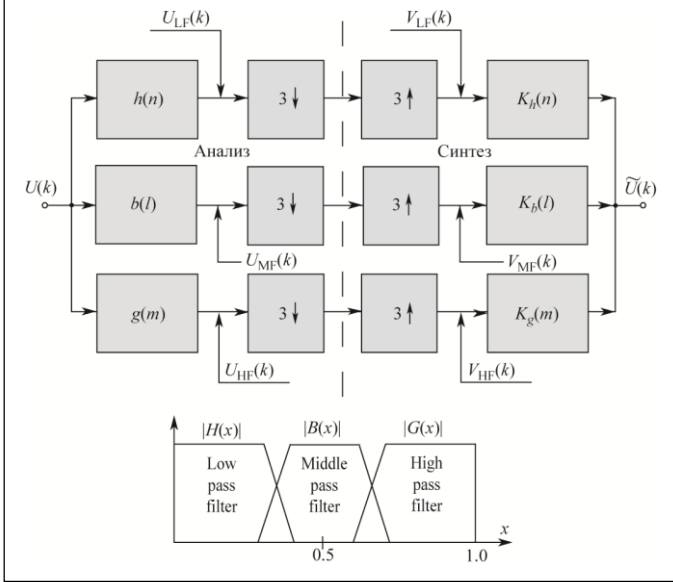 U_LF(k)
V_LF(k)
h(n)
3↓
3↑
K_h(n)
Анализ
Синтез
U(k)
Ũ(k)
b(l)
3↓
3↑
K_b(l)
U_MF(k)
V_MF(k)
g(m)
3↓
3↑
K_g(m)
U_HF(k)
V_HF(k)
|H(x)|
|B(x)|
|G(x)|
Low
pass
filter
Middle
pass
filter
High
pass
filter
x
0.5
1.0